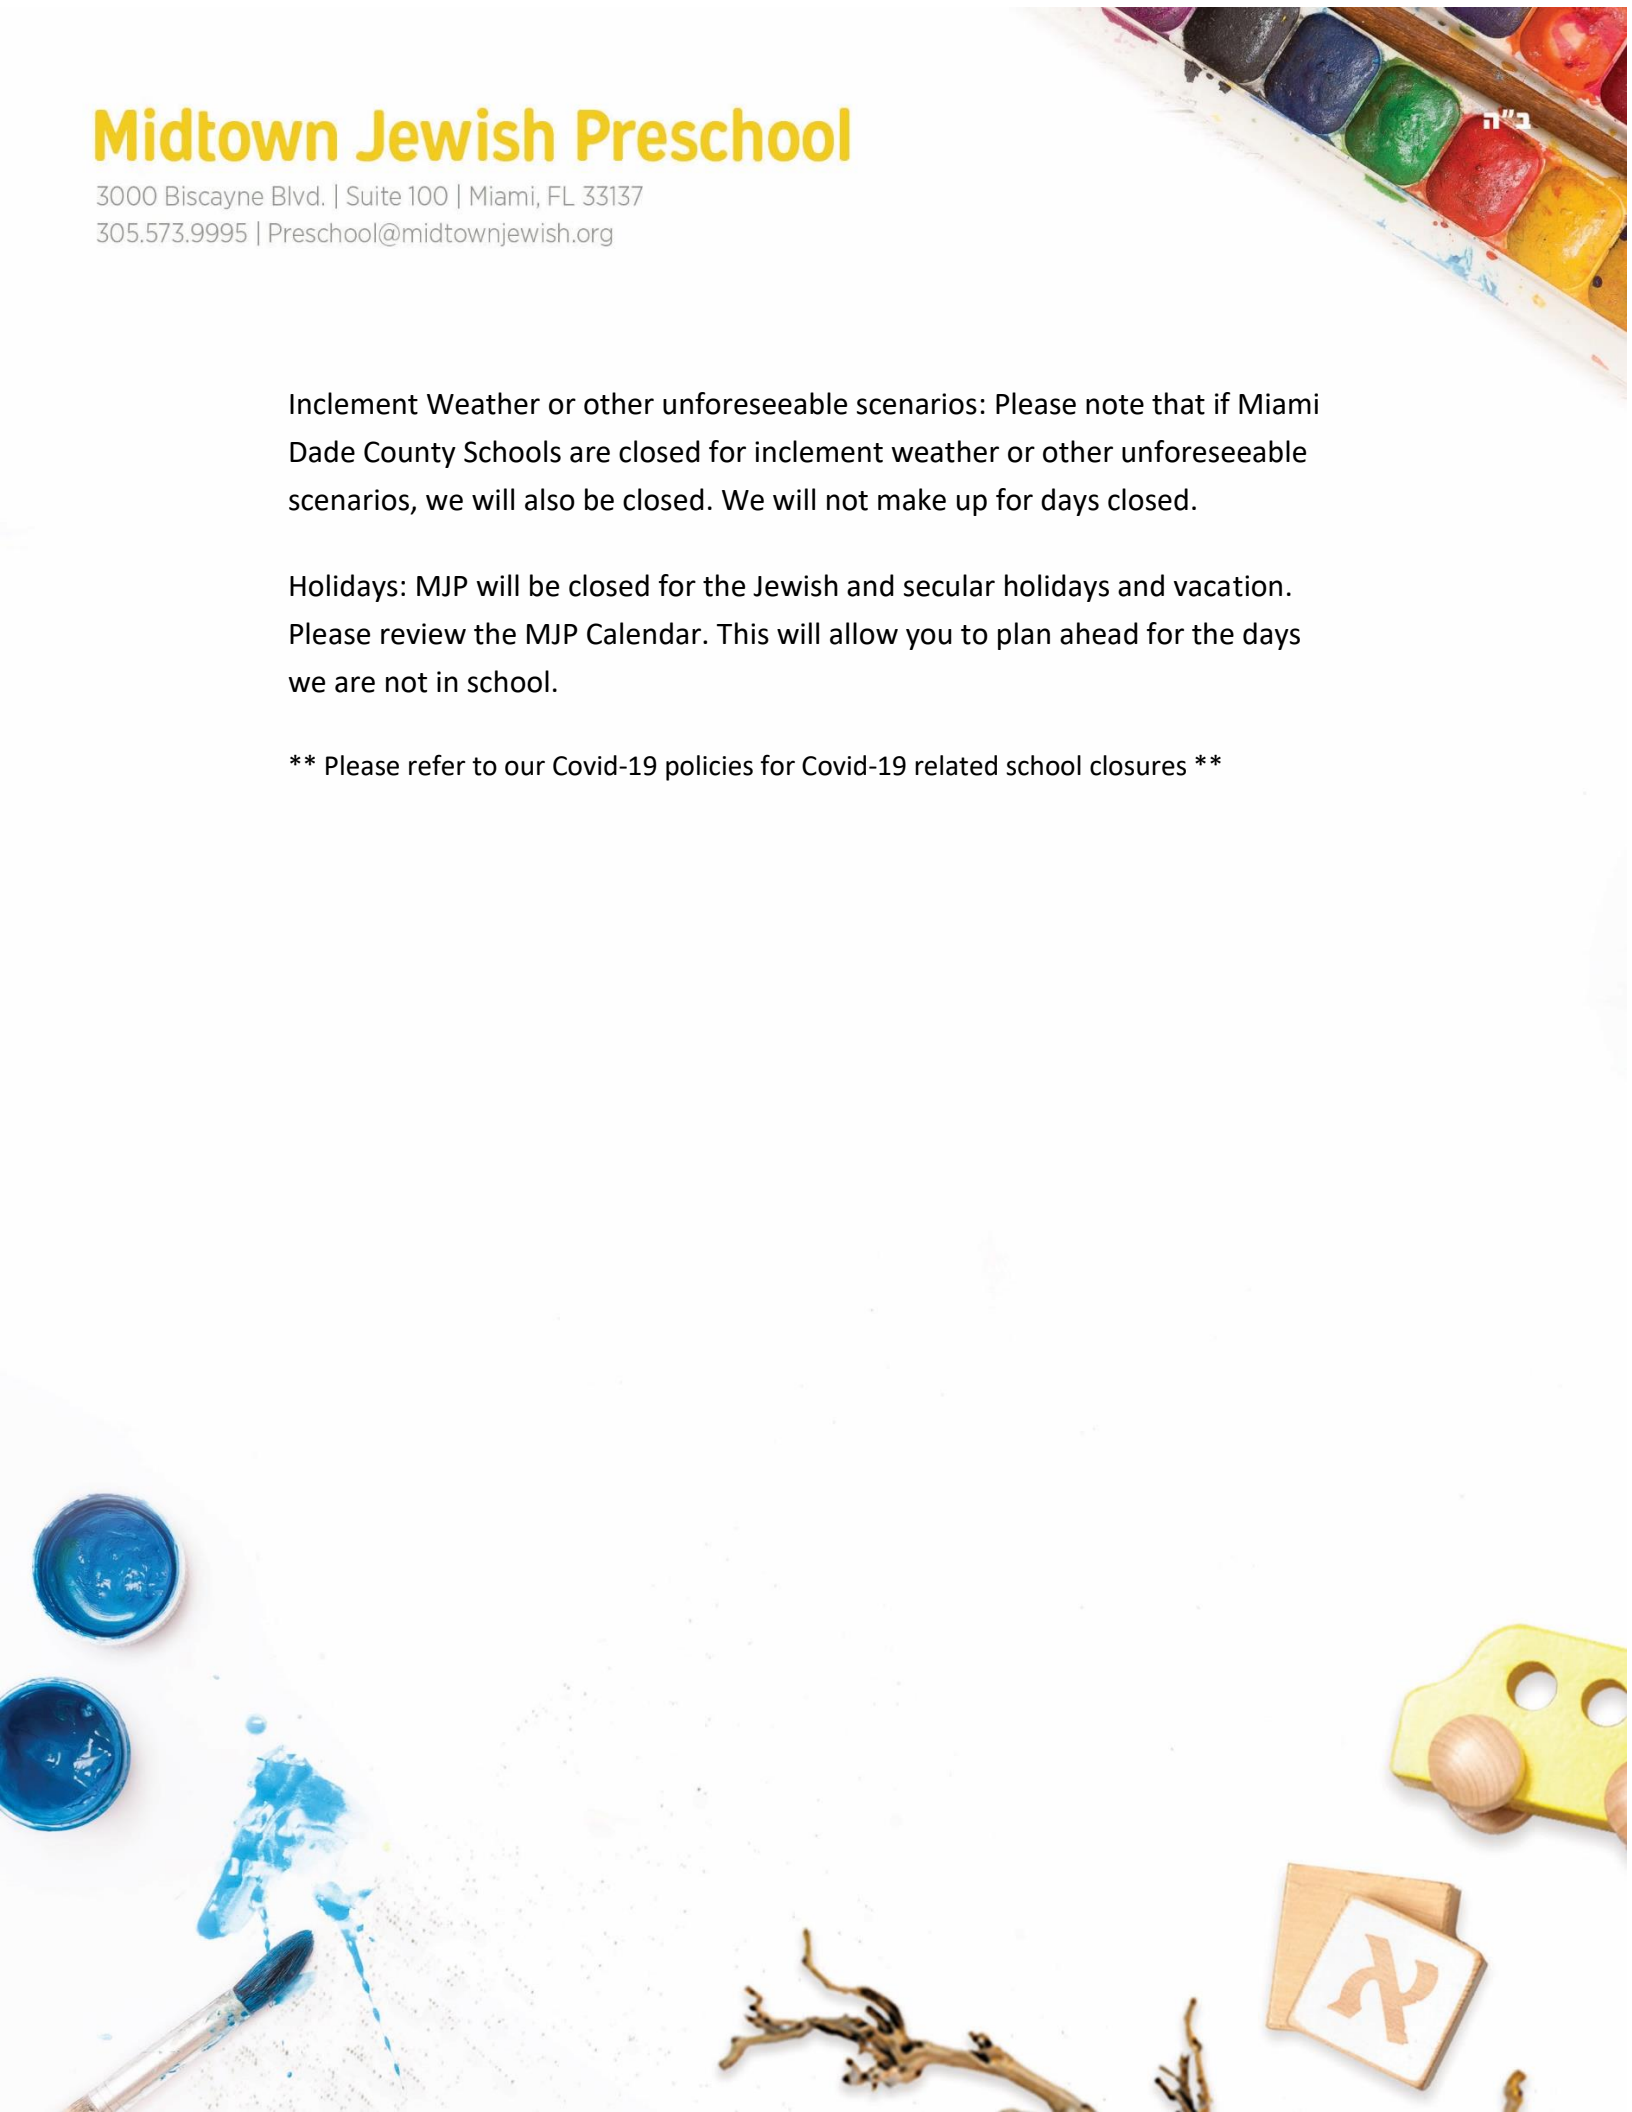 ב"ה
Midtown Jewish Preschool
3000 Biscayne Blvd. | Suite 100 | Miami, FL 33137
305.573.9995 | Preschool@midtownjewish.org
Inclement Weather or other unforeseeable scenarios: Please note that if Miami
Dade County Schools are closed for inclement weather or other unforeseeable
scenarios, we will also be closed. We will not make up for days closed.
Holidays: MJP will be closed for the Jewish and secular holidays and vacation.
Please review the MJP Calendar. This will allow you to plan ahead for the days
we are not in school.
** Please refer to our Covid-19 policies for Covid-19 related school closures **
א